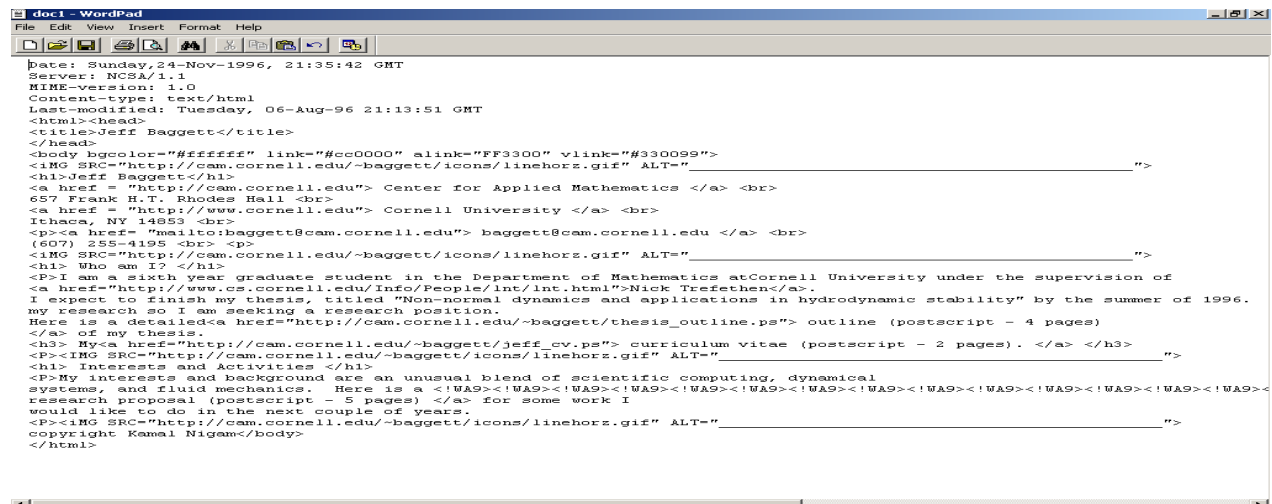 doc1 - WordPad
File Edit View Insert Format Help
Date: Sunday,24-Nov-1996, 21:35:42 GMT
Server: NCSA/1.1
MIME-version: 1.0
Content-type: text/html
Last-modified: Tuesday, 06-Aug-96 21:13:51 GMT
<html><head>
<title>Jeff Baggett</title>
</head>
<body bgcolor="#ffffff" link="#cc0000" alink="FF3300" vlink="#330099">
<iMG SRC="http://cam.cornell.edu/~baggett/icons/linehorz.gif" ALT="______________________________________________________">
<h1>Jeff Baggett</h1>
<a href = "http://cam.cornell.edu"> Center for Applied Mathematics </a> <br>
657 Frank H.T. Rhodes Hall <br>
<a href = "http://www.cornell.edu"> Cornell University </a> <br>
Ithaca, NY 14853 <br>
<p><a href= "mailto:baggett@cam.cornell.edu"> baggett@cam.cornell.edu </a> <br>
(607) 255-4195 <br> <p>
<iMG SRC="http://cam.cornell.edu/~baggett/icons/linehorz.gif" ALT="______________________________________________________">
<h1> Who am I? </h1>
<P>I am a sixth year graduate student in the Department of Mathematics atCornell University under the supervision of
<a href="http://www.cs.cornell.edu/Info/People/lnt/lnt.html">Nick Trefethen</a>.
I expect to finish my thesis, titled "Non-normal dynamics and applications in hydrodynamic stability" by the summer of 1996.
my research so I am seeking a research position.
Here is a detailed<a href="http://cam.cornell.edu/~baggett/thesis_outline.ps"> outline (postscript - 4 pages)
</a> of my thesis.
<h3> My<a href="http://cam.cornell.edu/~baggett/jeff_cv.ps"> curriculum vitae (postscript - 2 pages). </a> </h3>
<P><IMG SRC="http://cam.cornell.edu/~baggett/icons/linehorz.gif" ALT="______________________________________________________">
<h1> Interests and Activities </h1>
<P>My interests and background are an unusual blend of scientific computing, dynamical
systems, and fluid mechanics.  Here is a <!WA9><!WA9><!WA9><!WA9><!WA9><!WA9><!WA9><!WA9><!WA9><!WA9><!WA9><!WA9><!WA9><!WA9><
research proposal (postscript - 5 pages) </a> for some work I
would like to do in the next couple of years.
<P><iMG SRC="http://cam.cornell.edu/~baggett/icons/linehorz.gif" ALT="______________________________________________________">
copyright Kamal Nigam</body>
</html>